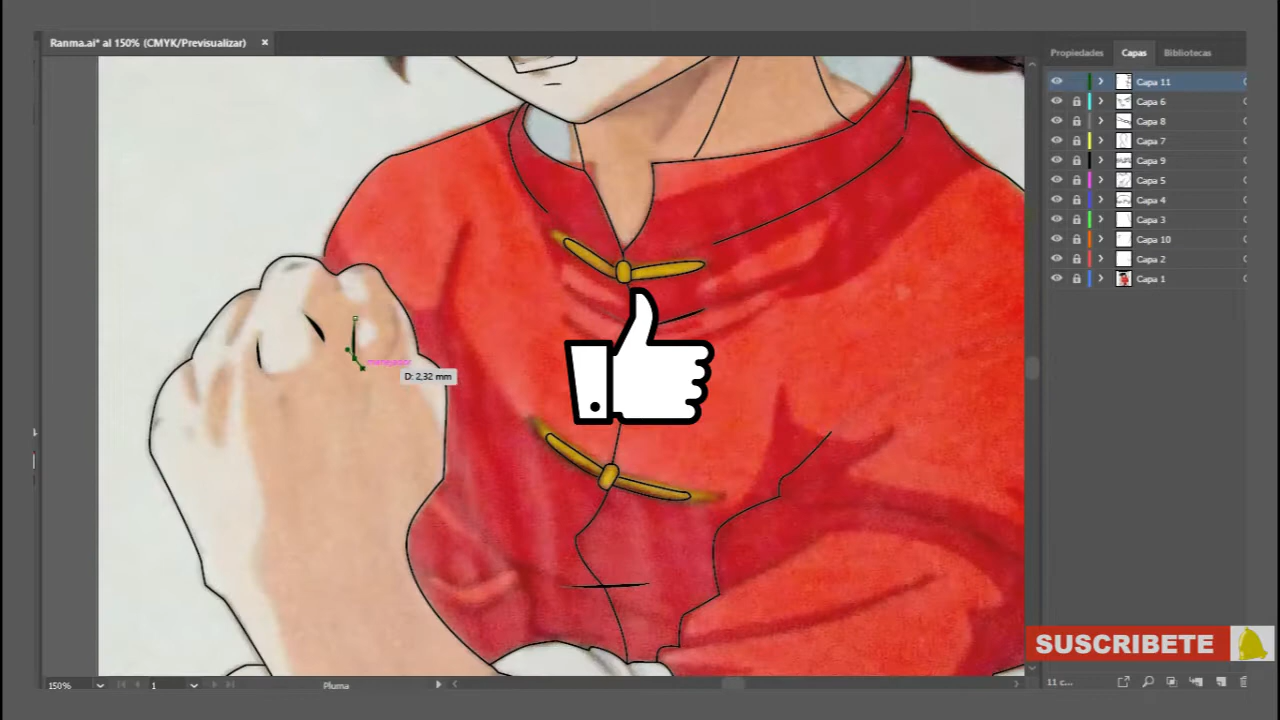 Ranma.ai* al 150% (CMYK/Previsualizar) ×
Propiedades Capas Bibliotecas
Capa 11
Capa 6
Capa 8
Capa 7
Capa 9
Capa 5
Capa 4
Capa 3
Capa 10
Capa 2
Capa 1
manejador
D: 2,32 mm
SUSCRIBETE
150% 1 Pluma
11 c...